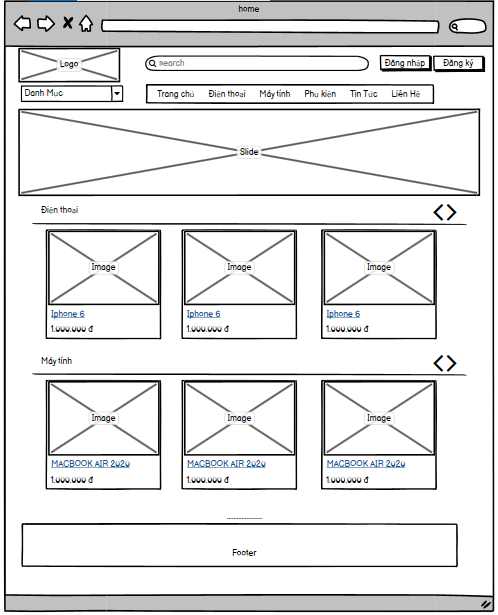 home
Logo
search
Đăng nhập
Đăng ký
Danh Mục
Trang chủ
Điện thoại
Máy tính
Phụ kiện
Tin Tức
Liên Hệ
Slide
Điện thoại
Image
Image
Image
Iphone 6
Iphone 6
Iphone 6
1.000.000 đ
1.000.000 đ
1.000.000 đ
Máy tính
Image
Image
Image
MACBOOK AIR 2020
MACBOOK AIR 2020
MACBOOK AIR 2020
1.000.000 đ
1.000.000 đ
1.000.000 đ
..............
Footer